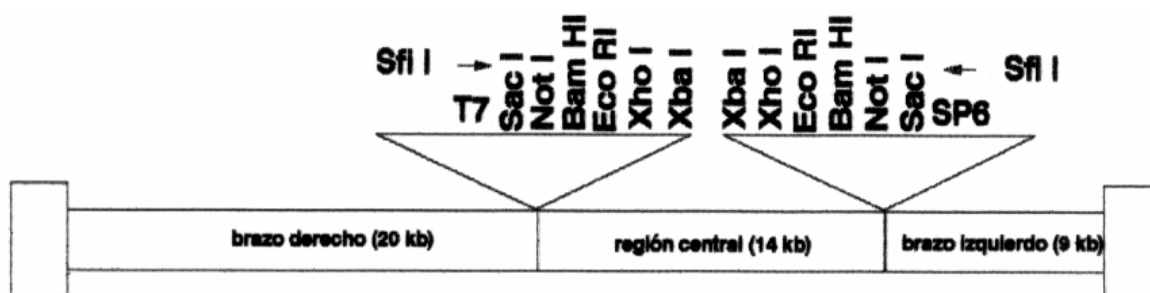 Sfi I → Sac I Not I Bam HI Eco RI Xho I Xba I Xba I Xho I Eco RI Bam HI Not I Sac I ← Sfi I
T7 SP6
brazo derecho (20 kb) región central (14 kb) brazo izquierdo (9 kb)